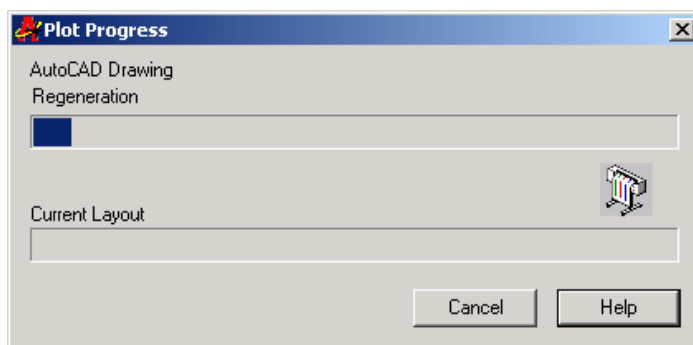 Plot Progress
AutoCAD Drawing
Regeneration
Current Layout
Cancel Help